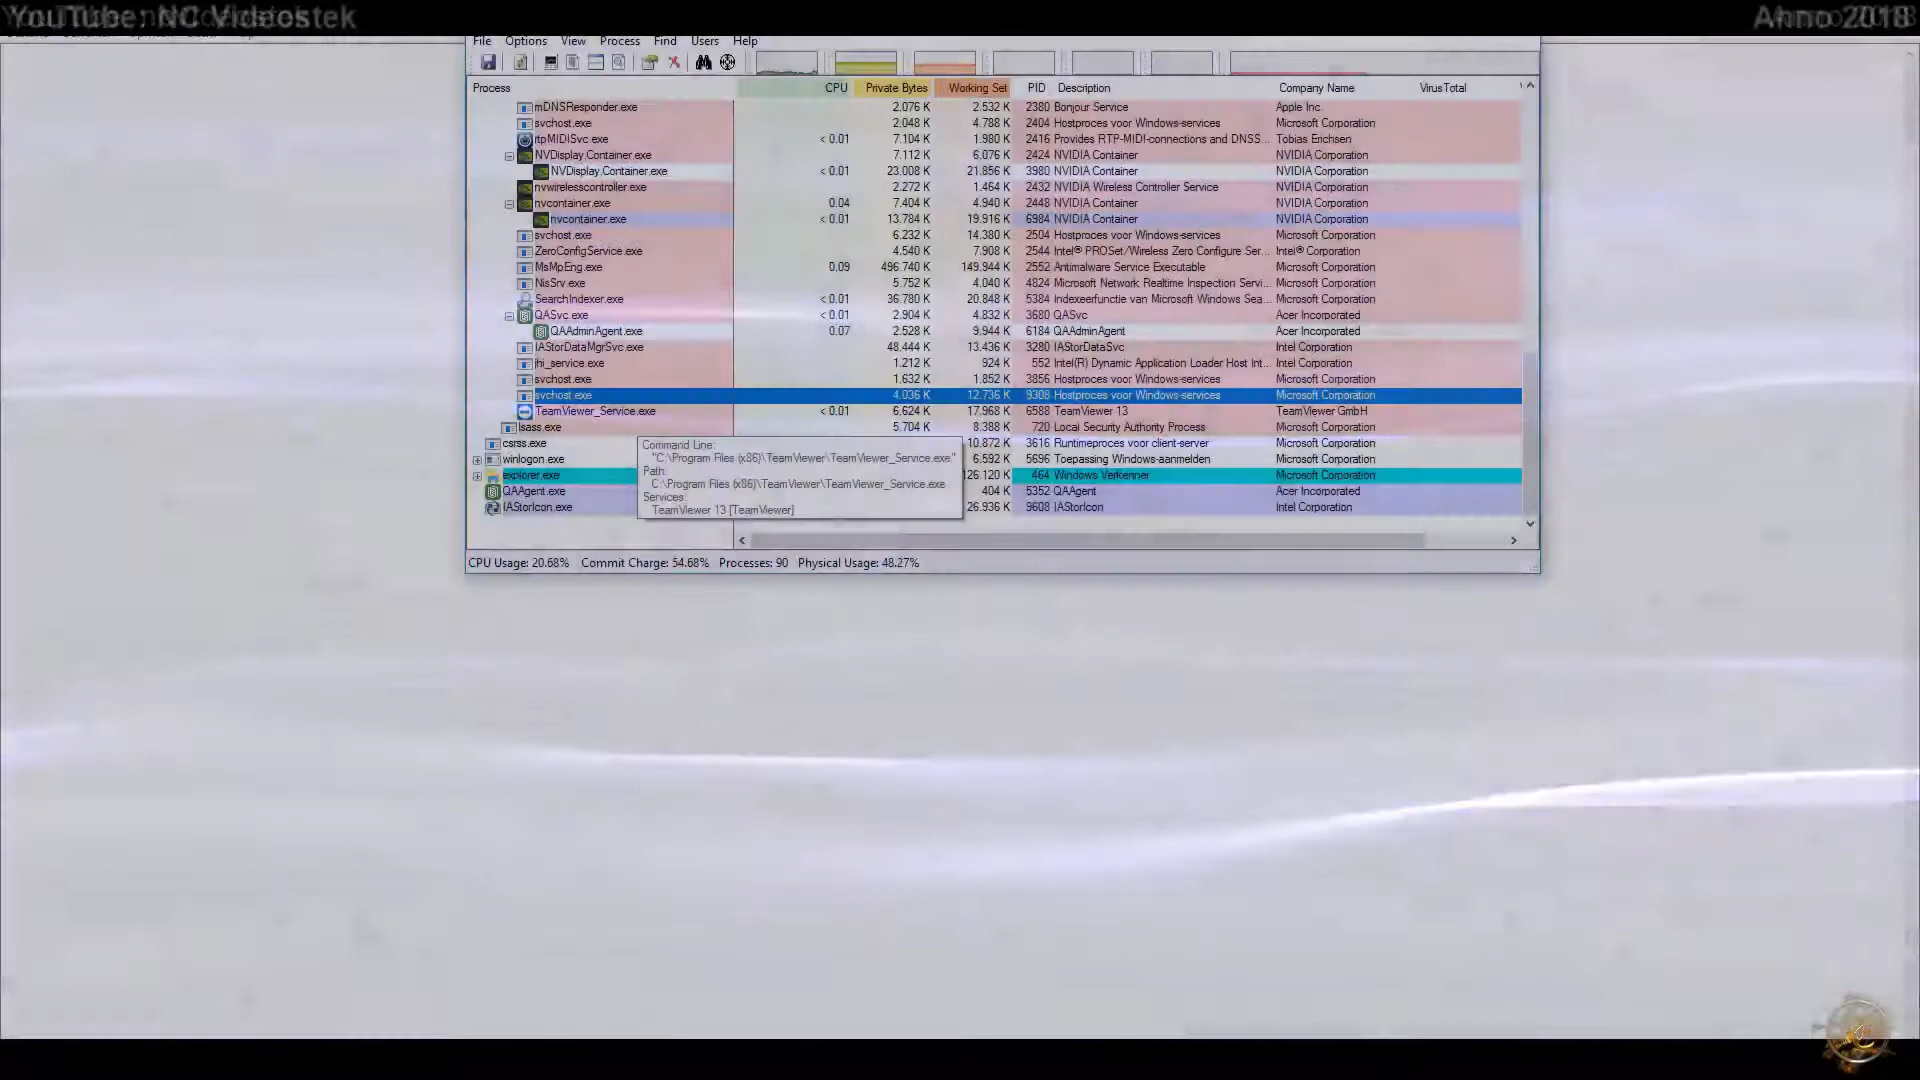 YouTube: NC Videostek
Ahno 2018
File Options View Process Find Users Help
Process CPU Private Bytes Working Set PID Description Company Name VirusTotal
mDNSResponder.exe 2.076 K 2.532 K 2380 Bonjour Service Apple Inc.
svchost.exe 2.048 K 4.788 K 2404 Hostproces voor Windows-services Microsoft Corporation
rtpMIDISvc.exe < 0.01 7.104 K 1.980 K 2416 Provides RTP-MIDI-connections and DNSS... Tobias Erichsen
NVDisplay.Container.exe 7.112 K 6.076 K 2424 NVIDIA Container NVIDIA Corporation
NVDisplay.Container.exe < 0.01 23.008 K 21.856 K 3980 NVIDIA Container NVIDIA Corporation
nvwirelesscontroller.exe 2.272 K 1.464 K 2432 NVIDIA Wireless Controller Service NVIDIA Corporation
nvcontainer.exe 0.04 7.404 K 4.940 K 2448 NVIDIA Container NVIDIA Corporation
nvcontainer.exe < 0.01 13.784 K 19.916 K 6984 NVIDIA Container NVIDIA Corporation
svchost.exe 6.232 K 14.380 K 2504 Hostproces voor Windows-services Microsoft Corporation
ZeroConfigService.exe 4.540 K 7.908 K 2544 Intel® PROSet/Wireless Zero Configure Ser... Intel® Corporation
MsMpEng.exe 0.09 496.740 K 149.944 K 2552 Antimalware Service Executable Microsoft Corporation
NisSrv.exe 5.752 K 4.040 K 4824 Microsoft Network Realtime Inspection Servi... Microsoft Corporation
SearchIndexer.exe < 0.01 36.780 K 20.848 K 5384 Indexeerfunctie van Microsoft Windows Sea... Microsoft Corporation
QASvc.exe < 0.01 2.904 K 4.832 K 3680 QASvc Acer Incorporated
QAAdminAgent.exe 0.07 2.528 K 9.944 K 6184 QAAdminAgent Acer Incorporated
IAStorDataMgrSvc.exe 48.444 K 13.436 K 3280 IAStorDataSvc Intel Corporation
jhi_service.exe 1.212 K 924 K 552 Intel(R) Dynamic Application Loader Host Int... Intel Corporation
svchost.exe 1.632 K 1.852 K 3856 Hostproces voor Windows-services Microsoft Corporation
svchost.exe 4.036 K 12.736 K 9308 Hostproces voor Windows-services Microsoft Corporation
TeamViewer_Service.exe < 0.01 6.624 K 17.968 K 6588 TeamViewer 13 TeamViewer GmbH
lsass.exe 5.704 K 8.388 K 720 Local Security Authority Process Microsoft Corporation
csrss.exe 10.872 K 3616 Runtimeproces voor client-server Microsoft Corporation
winlogon.exe 6.592 K 5696 Toepassing Windows-aanmelden Microsoft Corporation
explorer.exe 126.120 K 464 Windows Verkenner Microsoft Corporation
QAAgent.exe 404 K 5352 QAAgent Acer Incorporated
IAStorIcon.exe 26.936 K 9608 IAStorIcon Intel Corporation
Command Line:
"C:\Program Files (x86)\TeamViewer\TeamViewer_Service.exe"
Path:
C:\Program Files (x86)\TeamViewer\TeamViewer_Service.exe
Services:
TeamViewer 13 [TeamViewer]
CPU Usage: 20.68% Commit Charge: 54.68% Processes: 90 Physical Usage: 48.27%